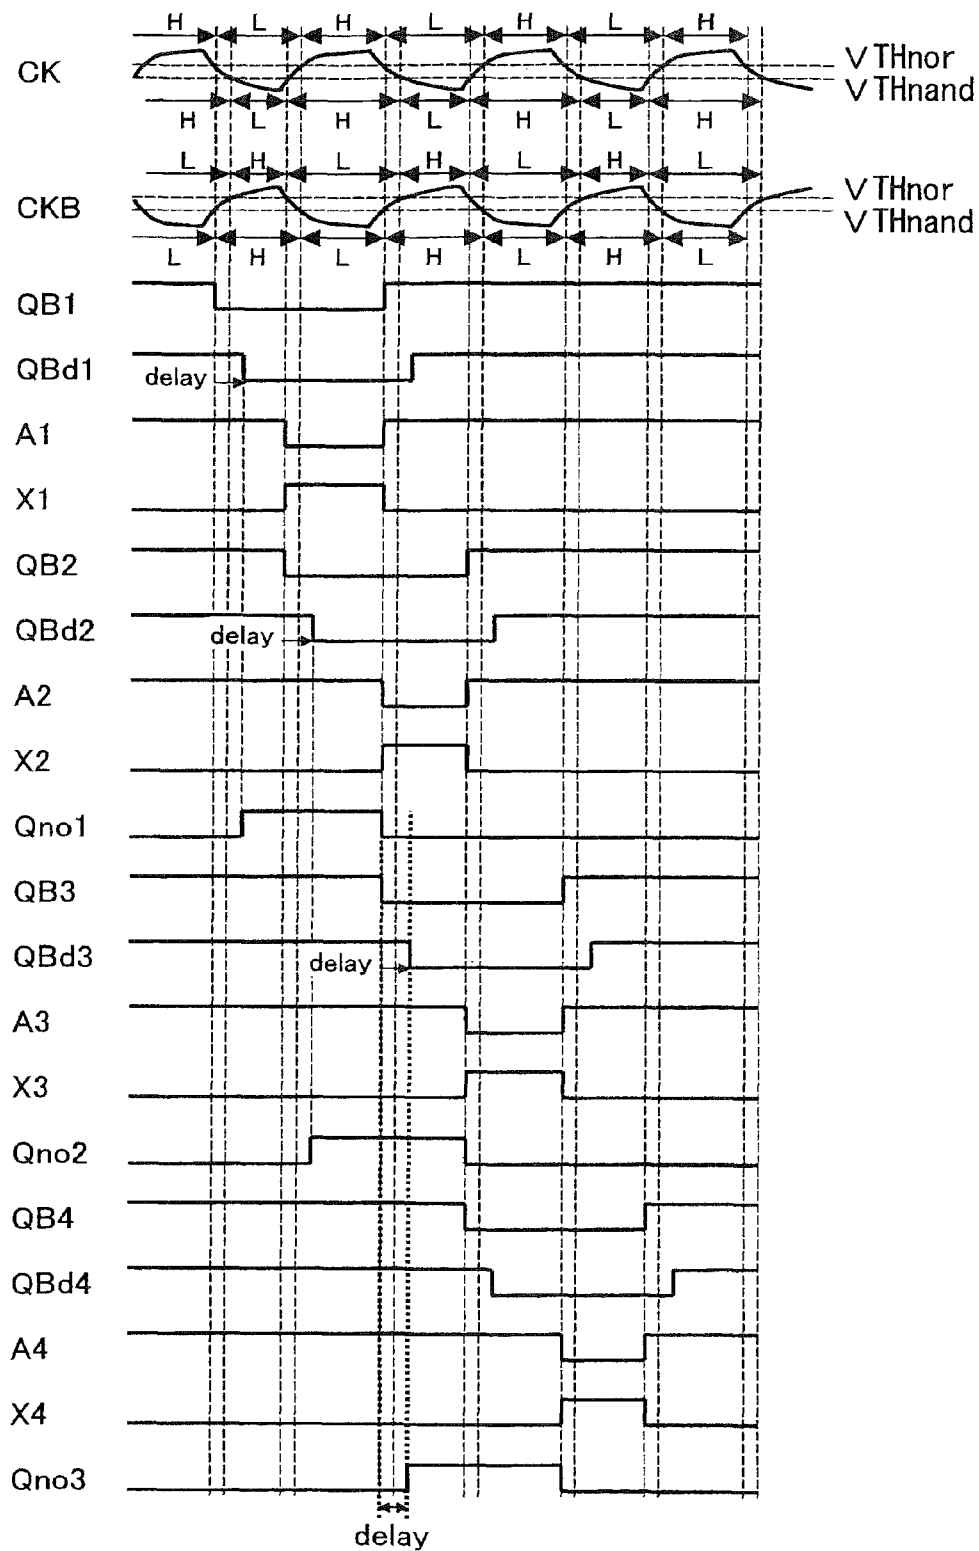 H L H L H L H
CK
VTHnor
VTHnand
H L H L H L H
L H L H L H L
CKB
VTHnor
VTHnand
L H L H L H L
QB1
QBd1
delay
A1
X1
QB2
QBd2
delay
A2
X2
Qno1
QB3
QBd3
delay
A3
X3
Qno2
QB4
QBd4
A4
X4
Qno3
delay